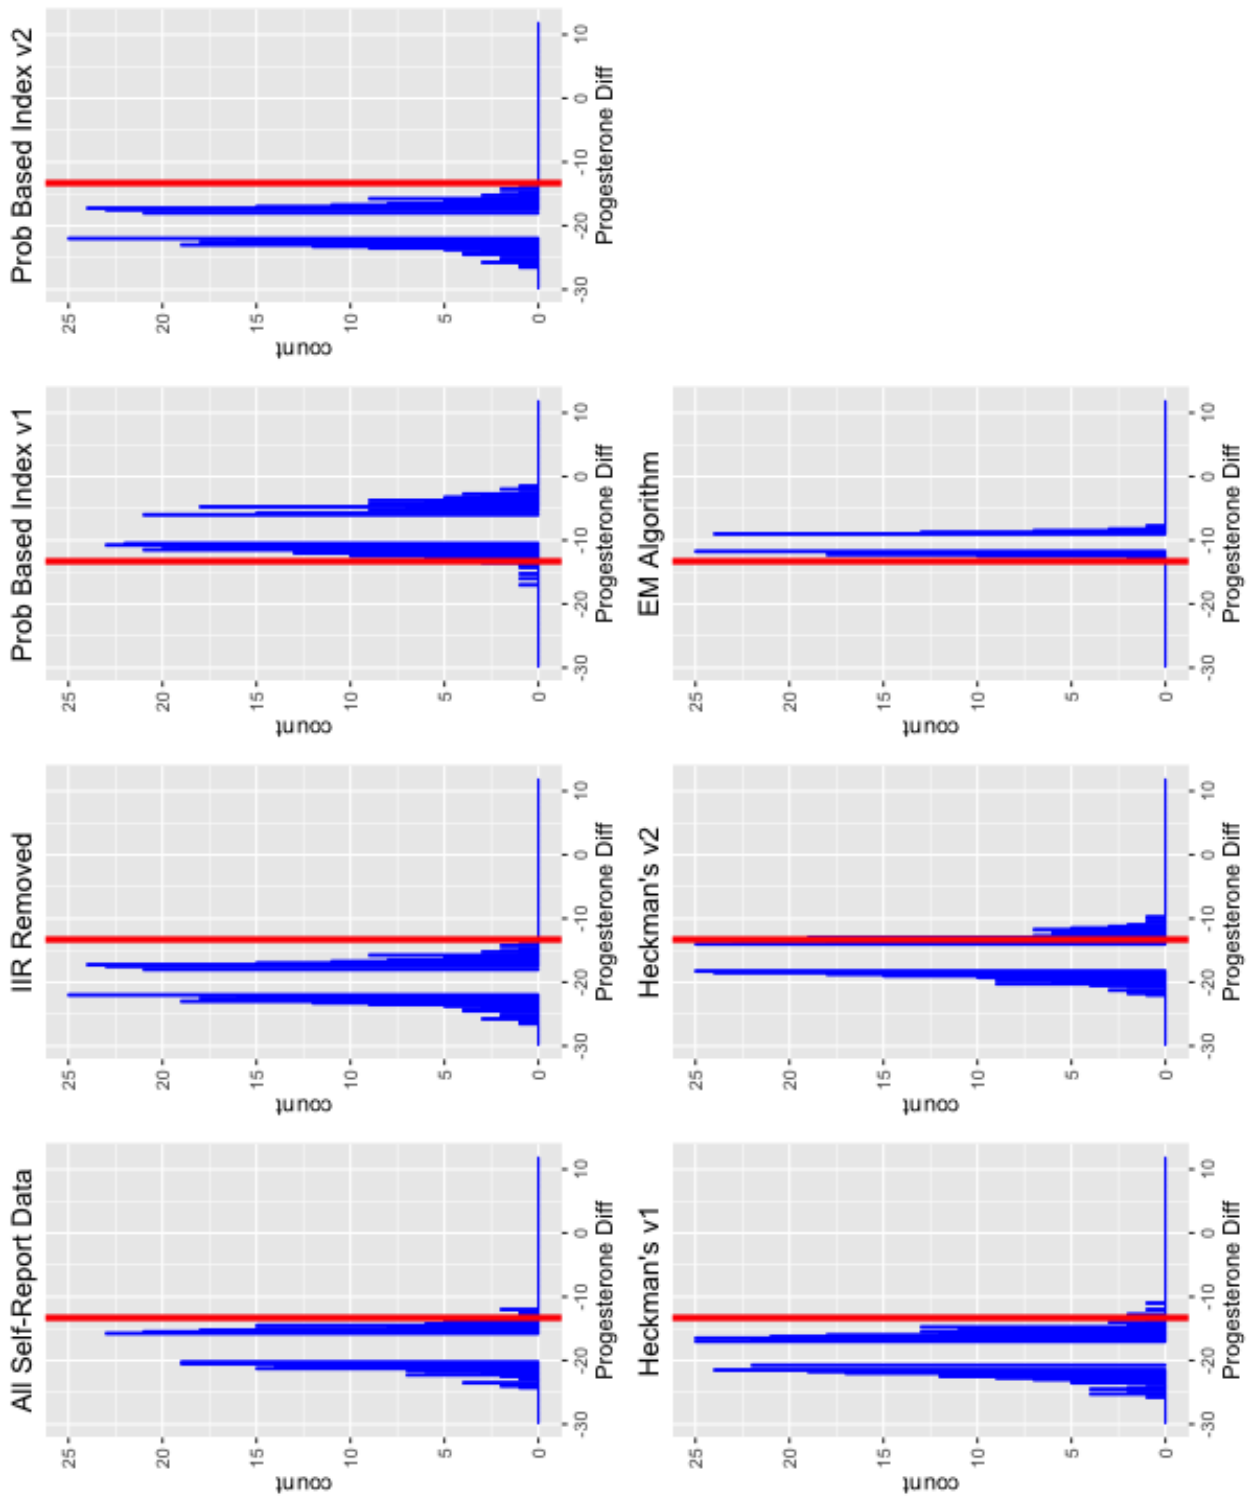 All Self-Report Data
count
25
20
15
10
5
0
-30 -20 -10 0 10
Progesterone Diff
IIR Removed
count
25
20
15
10
5
0
-30 -20 -10 0 10
Progesterone Diff
Prob Based Index v1
count
25
20
15
10
5
0
-30 -20 -10 0 10
Progesterone Diff
Prob Based Index v2
count
25
20
15
10
5
0
-30 -20 -10 0 10
Progesterone Diff
Heckman's v1
count
25
20
15
10
5
0
-30 -20 -10 0 10
Progesterone Diff
Heckman's v2
count
25
20
15
10
5
0
-30 -20 -10 0 10
Progesterone Diff
EM Algorithm
count
25
20
15
10
5
0
-30 -20 -10 0 10
Progesterone Diff